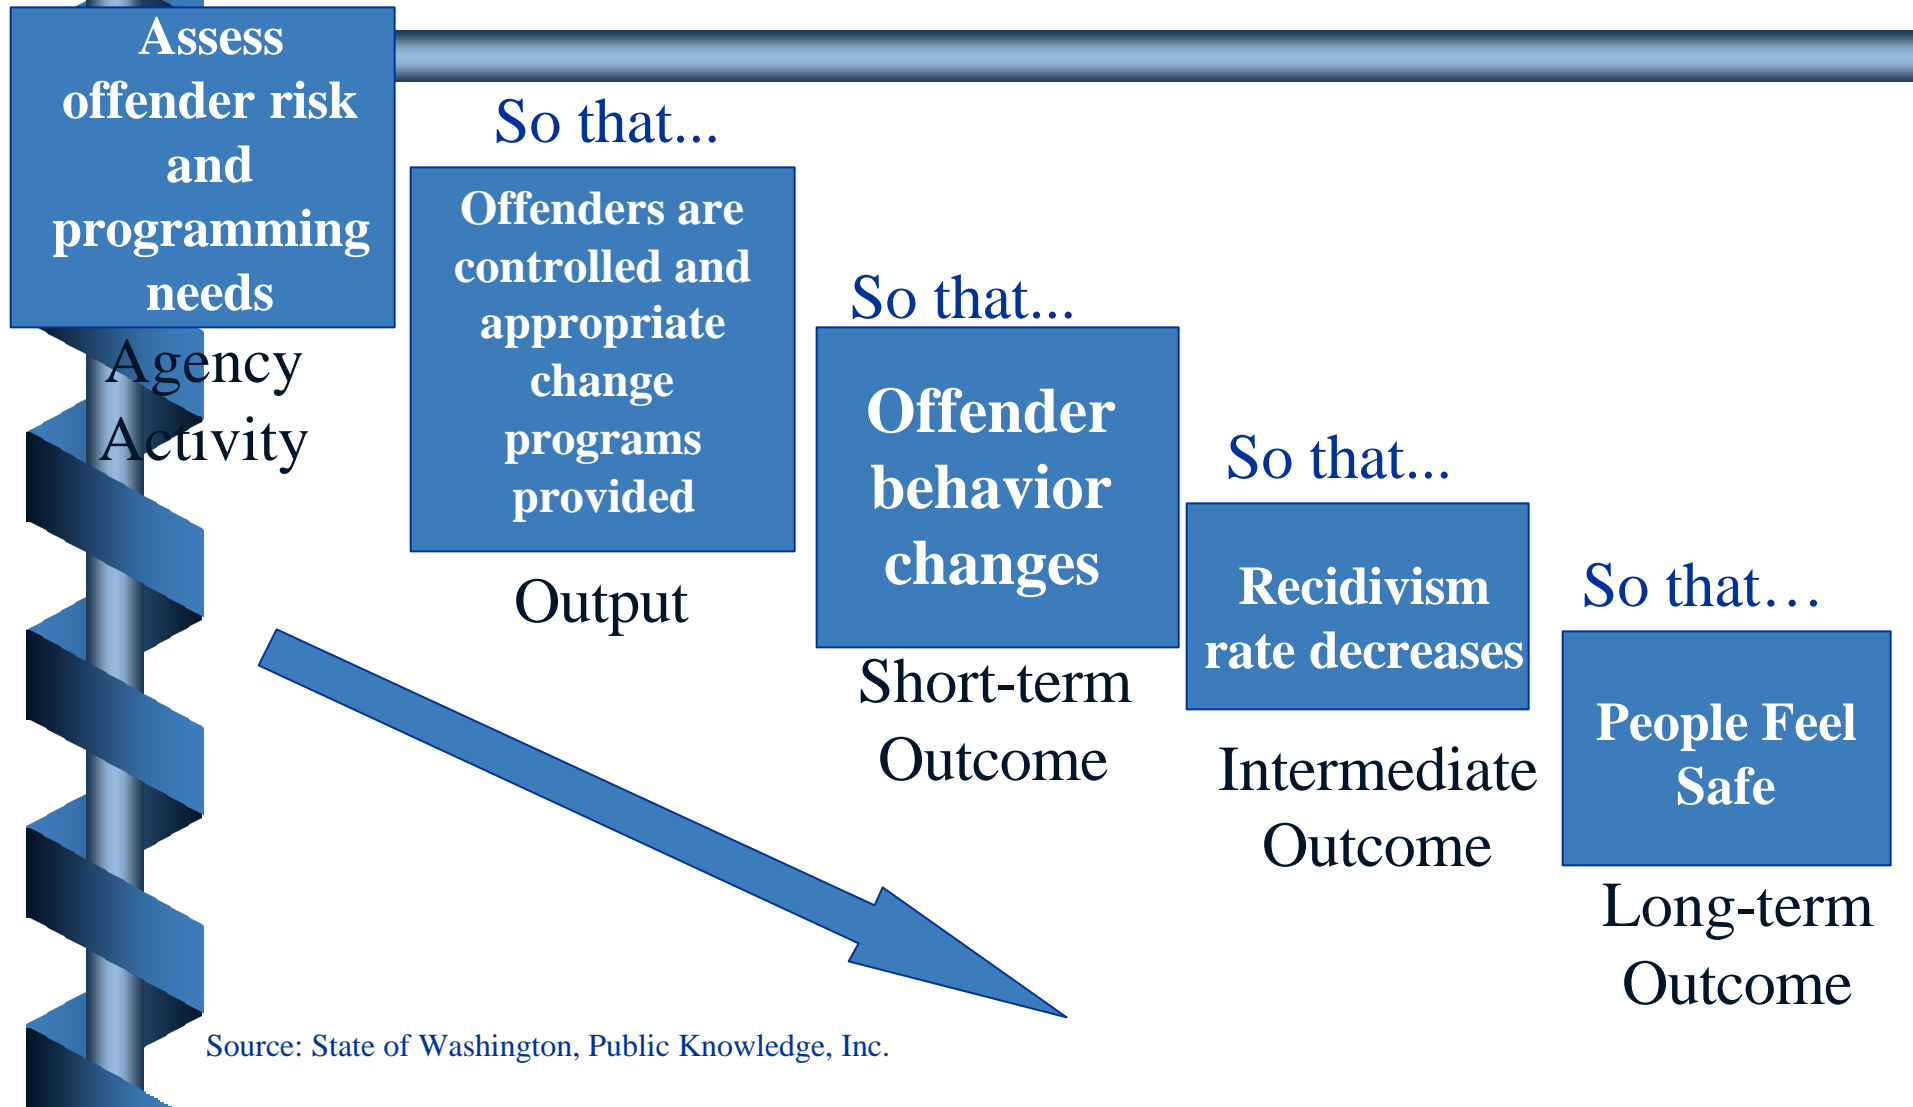 Assess
offender risk
and
programming
needs
Agency
Activity
So that...
Offenders are
controlled and
appropriate
change
programs
provided
Output
So that...
Offender
behavior
changes
Short-term
Outcome
So that...
Recidivism
rate decreases
Intermediate
Outcome
So that…
People Feel
Safe
Long-term
Outcome
Source: State of Washington, Public Knowledge, Inc.